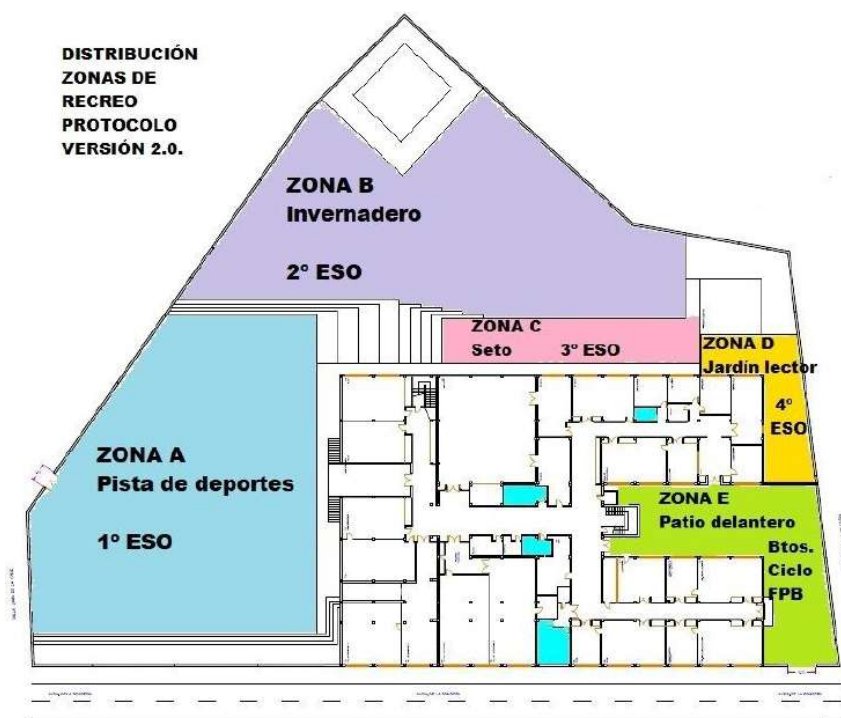 DISTRIBUCIÓN
ZONAS DE
RECREO
PROTOCOLO
VERSIÓN 2.0.
ZONA B
Invernadero
2º ESO
ZONA C
Seto 3º ESO
ZONA D
Jardín lector
4º
ESO
ZONA A
Pista de deportes
1º ESO
ZONA E
Patio delantero
Btos.
Ciclo
FPB